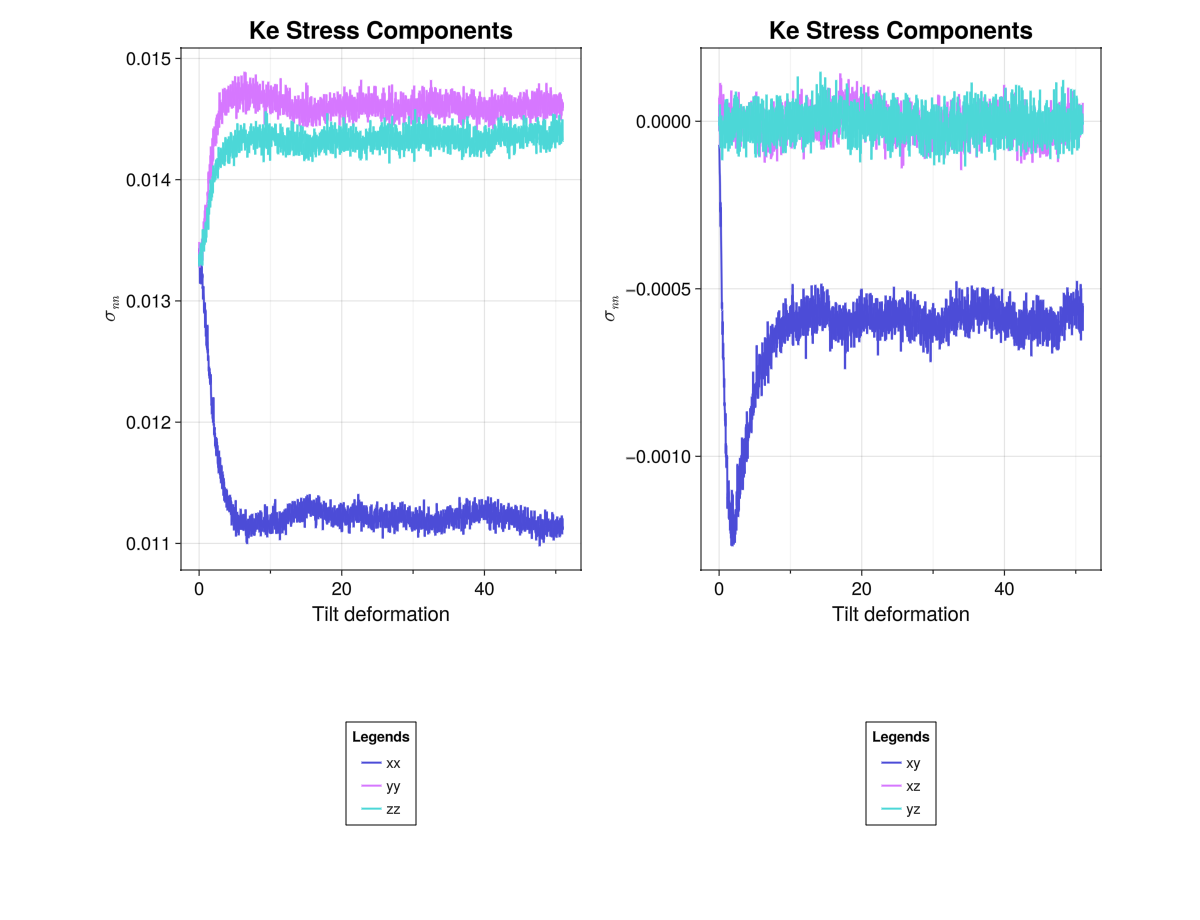 Ke Stress Components
0.015
0.014
0.013
0.012
0.011
σnn
0
20
40
Tilt deformation
Legends
xx
yy
zz
Ke Stress Components
0.0000
−0.0005
−0.0010
σnn
0
20
40
Tilt deformation
Legends
xy
xz
yz